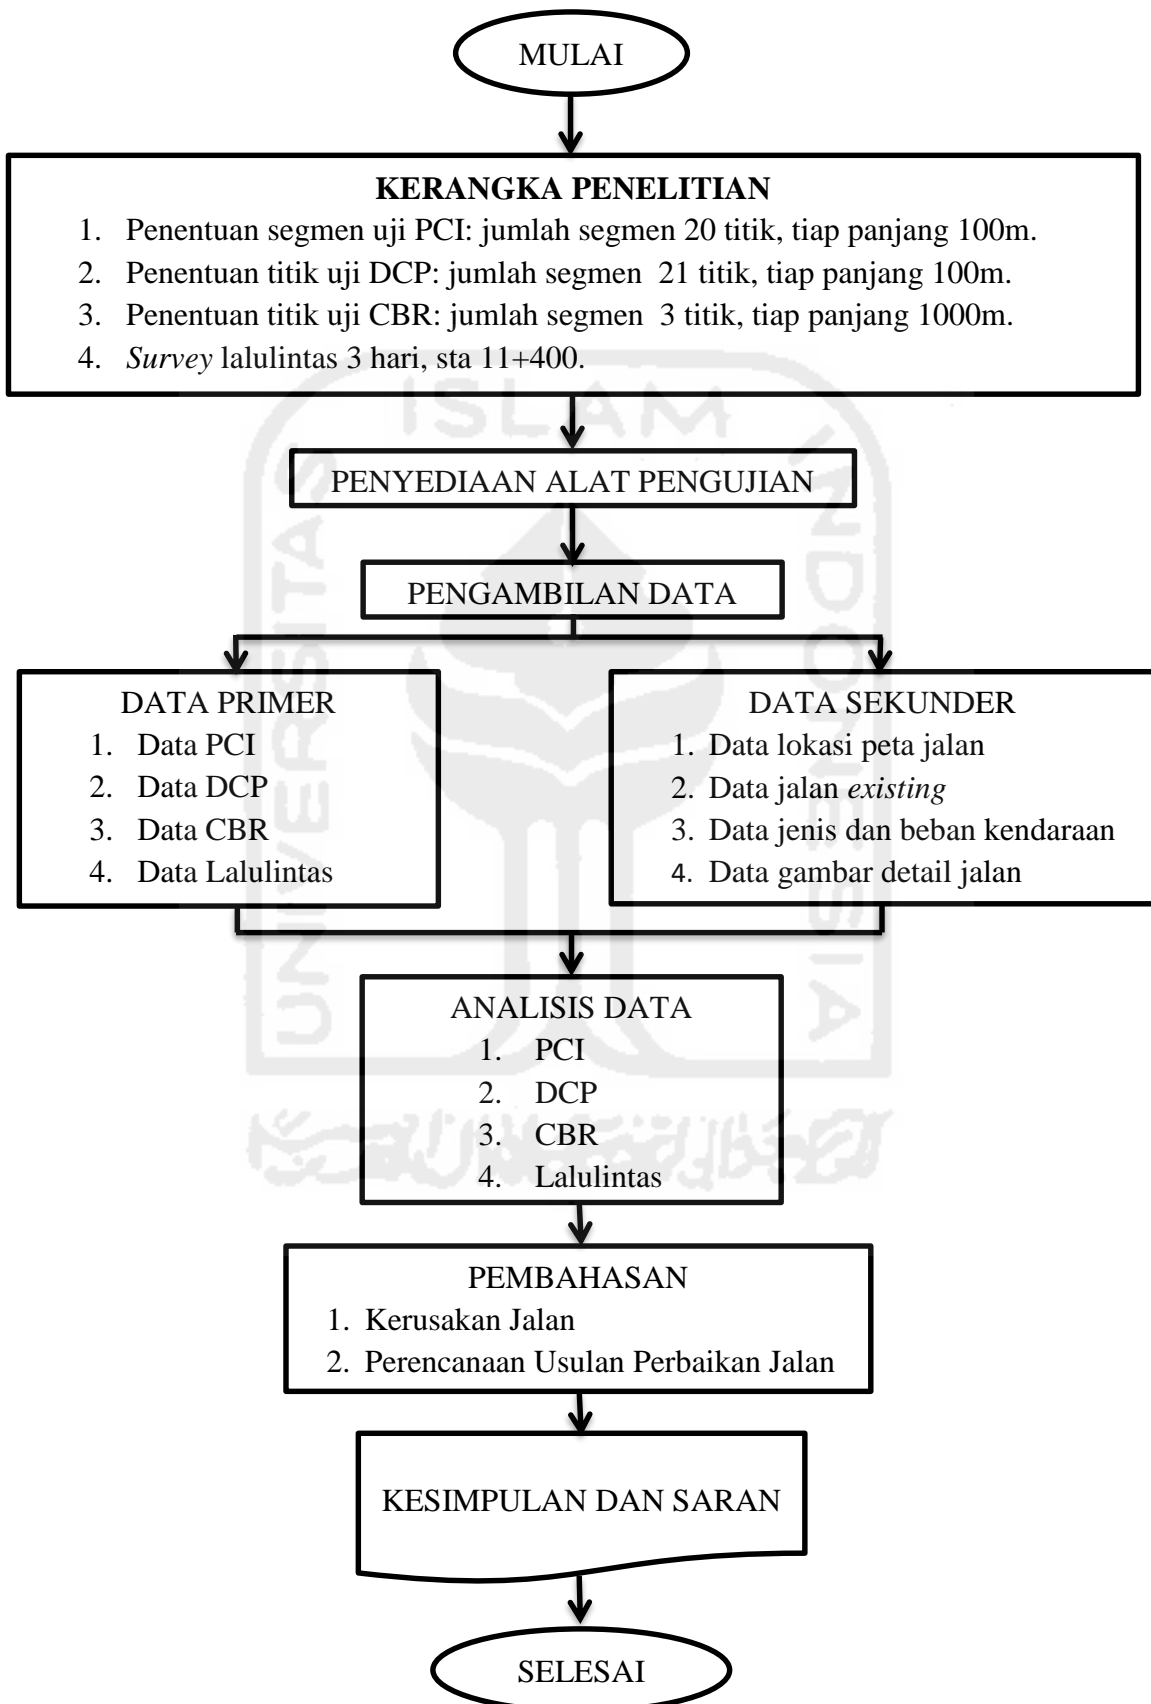 MULAI
KERANGKA PENELITIAN
1. Penentuan segmen uji PCI: jumlah segmen 20 titik, tiap panjang 100m.
2. Penentuan titik uji DCP: jumlah segmen 21 titik, tiap panjang 100m.
3. Penentuan titik uji CBR: jumlah segmen 3 titik, tiap panjang 1000m.
4. Survey lalulintas 3 hari, sta 11+400.
PENYEDIAAN ALAT PENGUJIAN
PENGAMBILAN DATA
DATA PRIMER
1. Data PCI
2. Data DCP
3. Data CBR
4. Data Lalulintas
DATA SEKUNDER
1. Data lokasi peta jalan
2. Data jalan existing
3. Data jenis dan beban kendaraan
4. Data gambar detail jalan
ANALISIS DATA
1. PCI
2. DCP
3. CBR
4. Lalulintas
PEMBAHASAN
1. Kerusakan Jalan
2. Perencanaan Usulan Perbaikan Jalan
KESIMPULAN DAN SARAN
SELESAI
UNIVERSITAS
ISLAM
INDONESIA